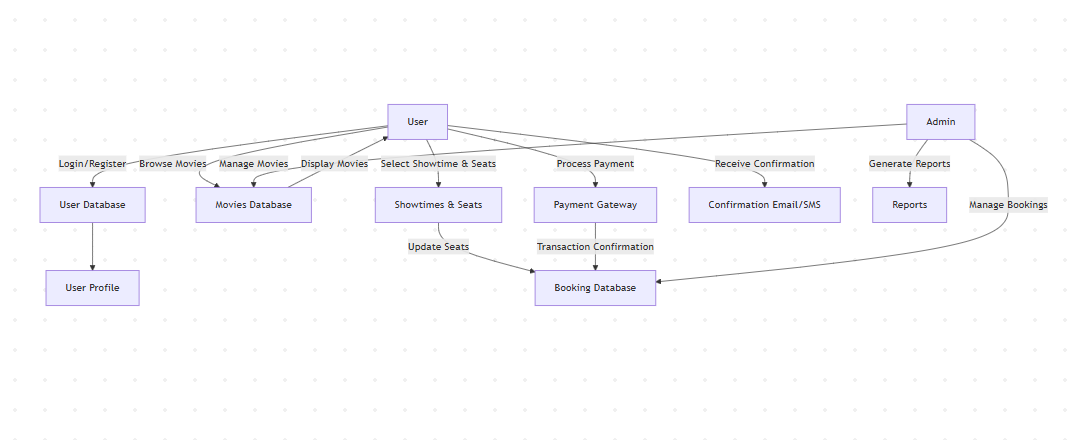 User
Admin
Login/Register
Browse Movies
Manage Movies
Display Movies
Select Showtime & Seats
Process Payment
Receive Confirmation
Generate Reports
User Database
Movies Database
Showtimes & Seats
Payment Gateway
Confirmation Email/SMS
Reports
Manage Bookings
Update Seats
Transaction Confirmation
User Profile
Booking Database